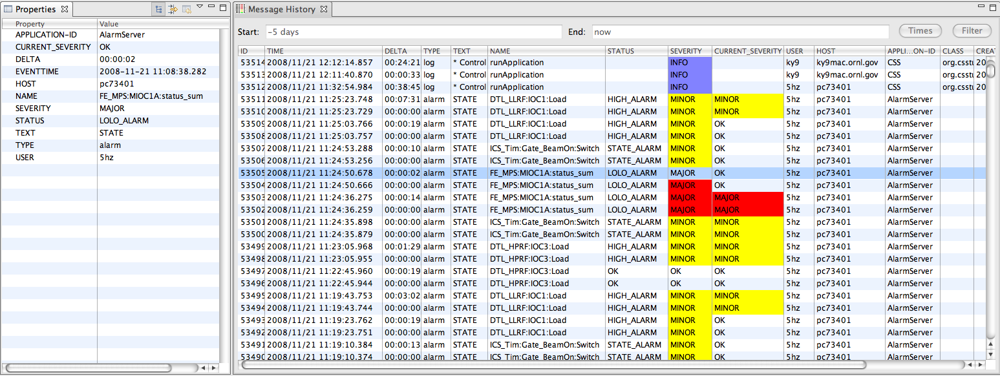 Properties
Property Value
APPLICATION-ID AlarmServer
CURRENT_SEVERITY OK
DELTA 00:00:02
EVENTTIME 2008-11-21 11:08:38.282
HOST pc73401
NAME FE_MPS:MIOC1A:status_sum
SEVERITY MAJOR
STATUS LOLO_ALARM
TEXT STATE
TYPE alarm
USER 5hz
Message History
Start: -5 days End: now Times Filter
ID TIME DELTA TYPE TEXT NAME STATUS SEVERITY CURRENT_SEVERITY USER HOST APPLI...ON-ID CLASS CREA
53514 2008/11/21 12:12:14.857 00:24:21 log * Control runApplication INFO ky9 ky9mac.ornl.gov CSS org.csstu 20
53513 2008/11/21 12:11:40.870 00:00:33 log * Control runApplication INFO ky9 ky9mac.ornl.gov CSS org.csstu 20
53512 2008/11/21 11:32:54.984 00:38:45 log * Control runApplication INFO 5hz pc73401 CSS org.csstu 20
53511 2008/11/21 11:25:23.748 00:07:31 alarm STATE DTL_LLRF:IOC1:Load HIGH_ALARM MINOR MINOR 5hz pc73401 AlarmServer
53510 2008/11/21 11:25:23.729 00:00:00 alarm STATE DTL_LLRF:IOC1:Load HIGH_ALARM MINOR MINOR 5hz pc73401 AlarmServer
53509 2008/11/21 11:25:03.766 00:00:19 alarm STATE DTL_LLRF:IOC1:Load HIGH_ALARM MINOR OK 5hz pc73401 AlarmServer
53508 2008/11/21 11:25:03.757 00:00:00 alarm STATE DTL_LLRF:IOC1:Load HIGH_ALARM MINOR OK 5hz pc73401 AlarmServer
53507 2008/11/21 11:24:53.288 00:00:10 alarm STATE ICS_Tim:Gate_BeamOn:Switch STATE_ALARM MINOR OK 5hz pc73401 AlarmServer
53506 2008/11/21 11:24:53.256 00:00:00 alarm STATE ICS_Tim:Gate_BeamOn:Switch STATE_ALARM MINOR OK 5hz pc73401 AlarmServer
53505 2008/11/21 11:24:50.678 00:00:02 alarm STATE FE_MPS:MIOC1A:status_sum LOLO_ALARM MAJOR OK 5hz pc73401 AlarmServer
53504 2008/11/21 11:24:50.666 00:00:00 alarm STATE FE_MPS:MIOC1A:status_sum LOLO_ALARM MAJOR OK 5hz pc73401 AlarmServer
53503 2008/11/21 11:24:36.275 00:00:14 alarm STATE FE_MPS:MIOC1A:status_sum LOLO_ALARM MAJOR MAJOR 5hz pc73401 AlarmServer
53502 2008/11/21 11:24:36.259 00:00:00 alarm STATE FE_MPS:MIOC1A:status_sum LOLO_ALARM MAJOR MAJOR 5hz pc73401 AlarmServer
53501 2008/11/21 11:24:35.898 00:00:00 alarm STATE ICS_Tim:Gate_BeamOn:Switch STATE_ALARM MINOR MINOR 5hz pc73401 AlarmServer
53500 2008/11/21 11:24:35.879 00:00:00 alarm STATE ICS_Tim:Gate_BeamOn:Switch STATE_ALARM MINOR MINOR 5hz pc73401 AlarmServer
53499 2008/11/21 11:23:05.968 00:01:29 alarm STATE DTL_HPRF:IOC3:Load HIGH_ALARM MINOR MINOR 5hz pc73401 AlarmServer
53498 2008/11/21 11:23:05.955 00:00:00 alarm STATE DTL_HPRF:IOC3:Load HIGH_ALARM MINOR MINOR 5hz pc73401 AlarmServer
53497 2008/11/21 11:22:45.960 00:00:19 alarm STATE DTL_HPRF:IOC3:Load OK OK OK 5hz pc73401 AlarmServer
53496 2008/11/21 11:22:45.944 00:00:00 alarm STATE DTL_HPRF:IOC3:Load OK OK OK 5hz pc73401 AlarmServer
53495 2008/11/21 11:19:43.753 00:03:02 alarm STATE DTL_LLRF:IOC1:Load HIGH_ALARM MINOR MINOR 5hz pc73401 AlarmServer
53494 2008/11/21 11:19:43.744 00:00:00 alarm STATE DTL_LLRF:IOC1:Load HIGH_ALARM MINOR MINOR 5hz pc73401 AlarmServer
53493 2008/11/21 11:19:23.762 00:00:19 alarm STATE DTL_LLRF:IOC1:Load HIGH_ALARM MINOR OK 5hz pc73401 AlarmServer
53492 2008/11/21 11:19:23.751 00:00:00 alarm STATE DTL_LLRF:IOC1:Load HIGH_ALARM MINOR OK 5hz pc73401 AlarmServer
53491 2008/11/21 11:19:10.384 00:00:13 alarm STATE ICS_Tim:Gate_BeamOn:Switch STATE_ALARM MINOR OK 5hz pc73401 AlarmServer
53490 2008/11/21 11:19:10.374 00:00:00 alarm STATE ICS_Tim:Gate_BeamOn:Switch STATE_ALARM MINOR OK 5hz pc73401 AlarmServer